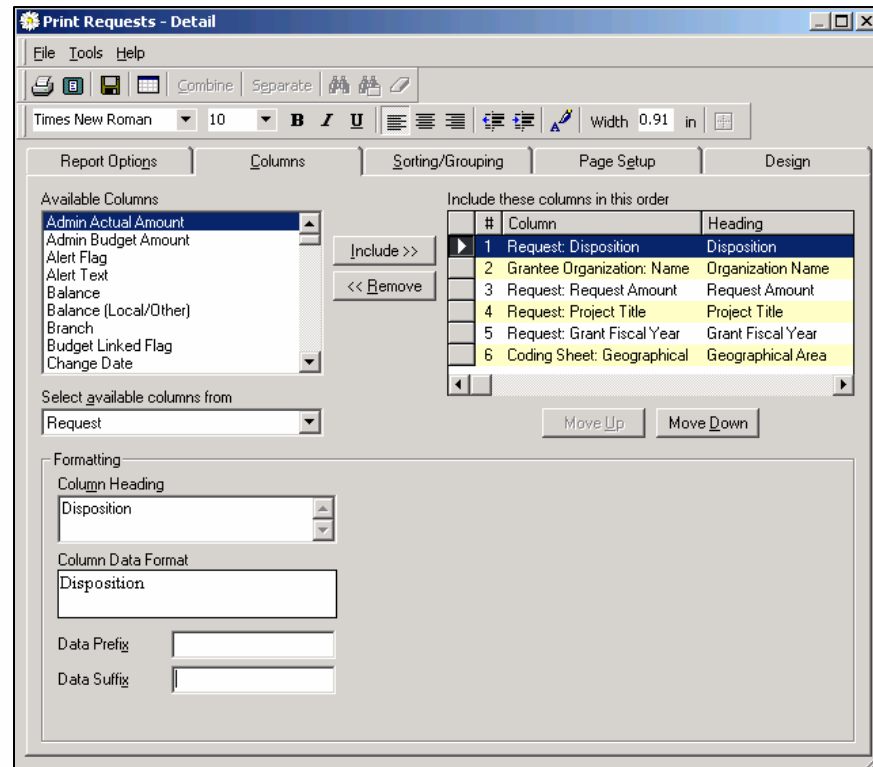 Print Requests - Detail
File Tools Help
Combine Separate
Times New Roman 10 B I U Width 0.91 in
Report Options Columns Sorting/Grouping Page Setup Design
Available Columns
Include these columns in this order
Admin Actual Amount
Admin Budget Amount
Alert Flag
Alert Text
Balance
Balance (Local/Other)
Branch
Budget Linked Flag
Change Date
Include >>
<< Remove
# Column Heading
1 Request: Disposition Disposition
2 Grantee Organization: Name Organization Name
3 Request: Request Amount Request Amount
4 Request: Project Title Project Title
5 Request: Grant Fiscal Year Grant Fiscal Year
6 Coding Sheet: Geographical Geographical Area
Select available columns from
Request
Move Up Move Down
Formatting
Column Heading
Disposition
Column Data Format
Disposition
Data Prefix
Data Suffix